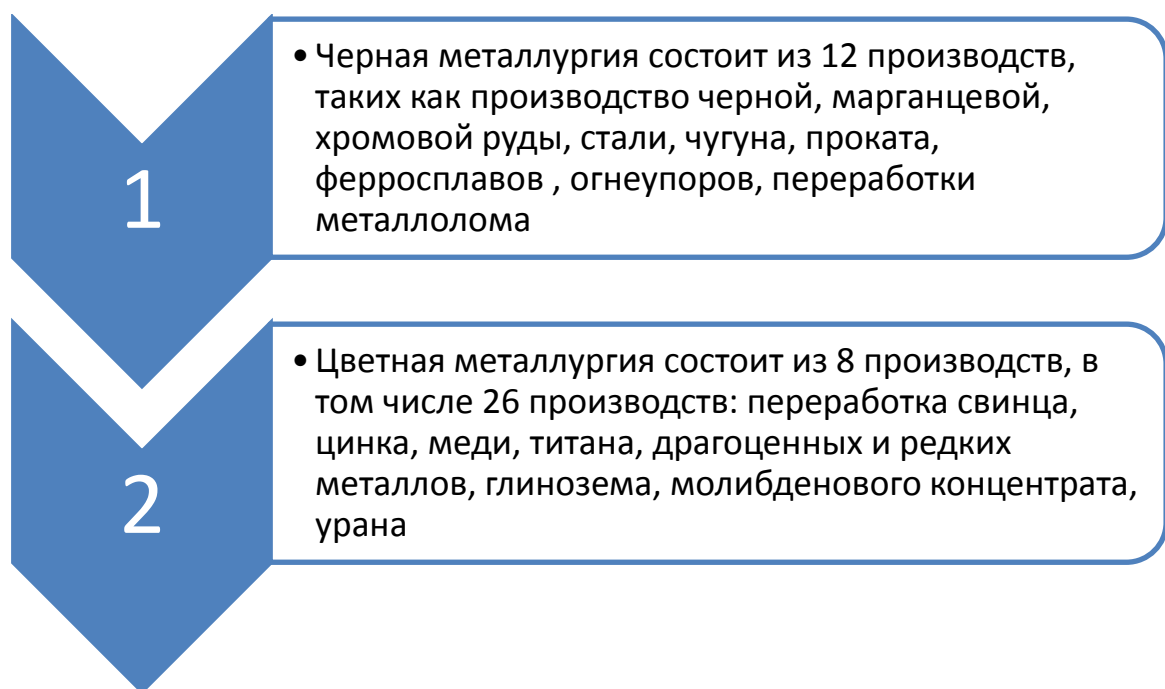 1
• Черная металлургия состоит из 12 производств,
таких как производство черной, марганцевой,
хромовой руды, стали, чугуна, проката,
ферросплавов , огнеупоров, переработки
металлолома
2
• Цветная металлургия состоит из 8 производств, в
том числе 26 производств: переработка свинца,
цинка, меди, титана, драгоценных и редких
металлов, глинозема, молибденового концентрата,
урана